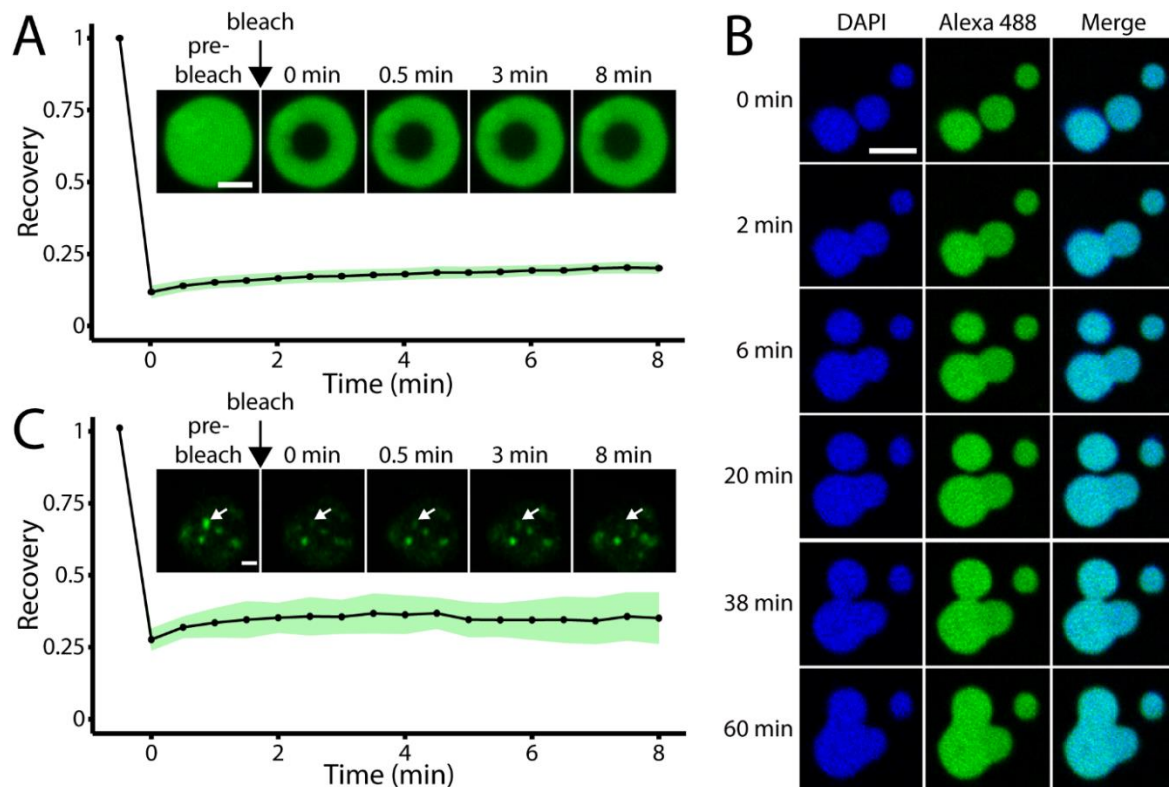 A
bleach
pre-
bleach
0 min
0.5 min
3 min
8 min
Recovery
1
0.75
0.5
0.25
0
0
2
4
6
8
Time (min)
C
bleach
pre-
bleach
0 min
0.5 min
3 min
8 min
Recovery
1
0.75
0.5
0.25
0
0
2
4
6
8
Time (min)
B
DAPI
Alexa 488
Merge
0 min
2 min
6 min
20 min
38 min
60 min